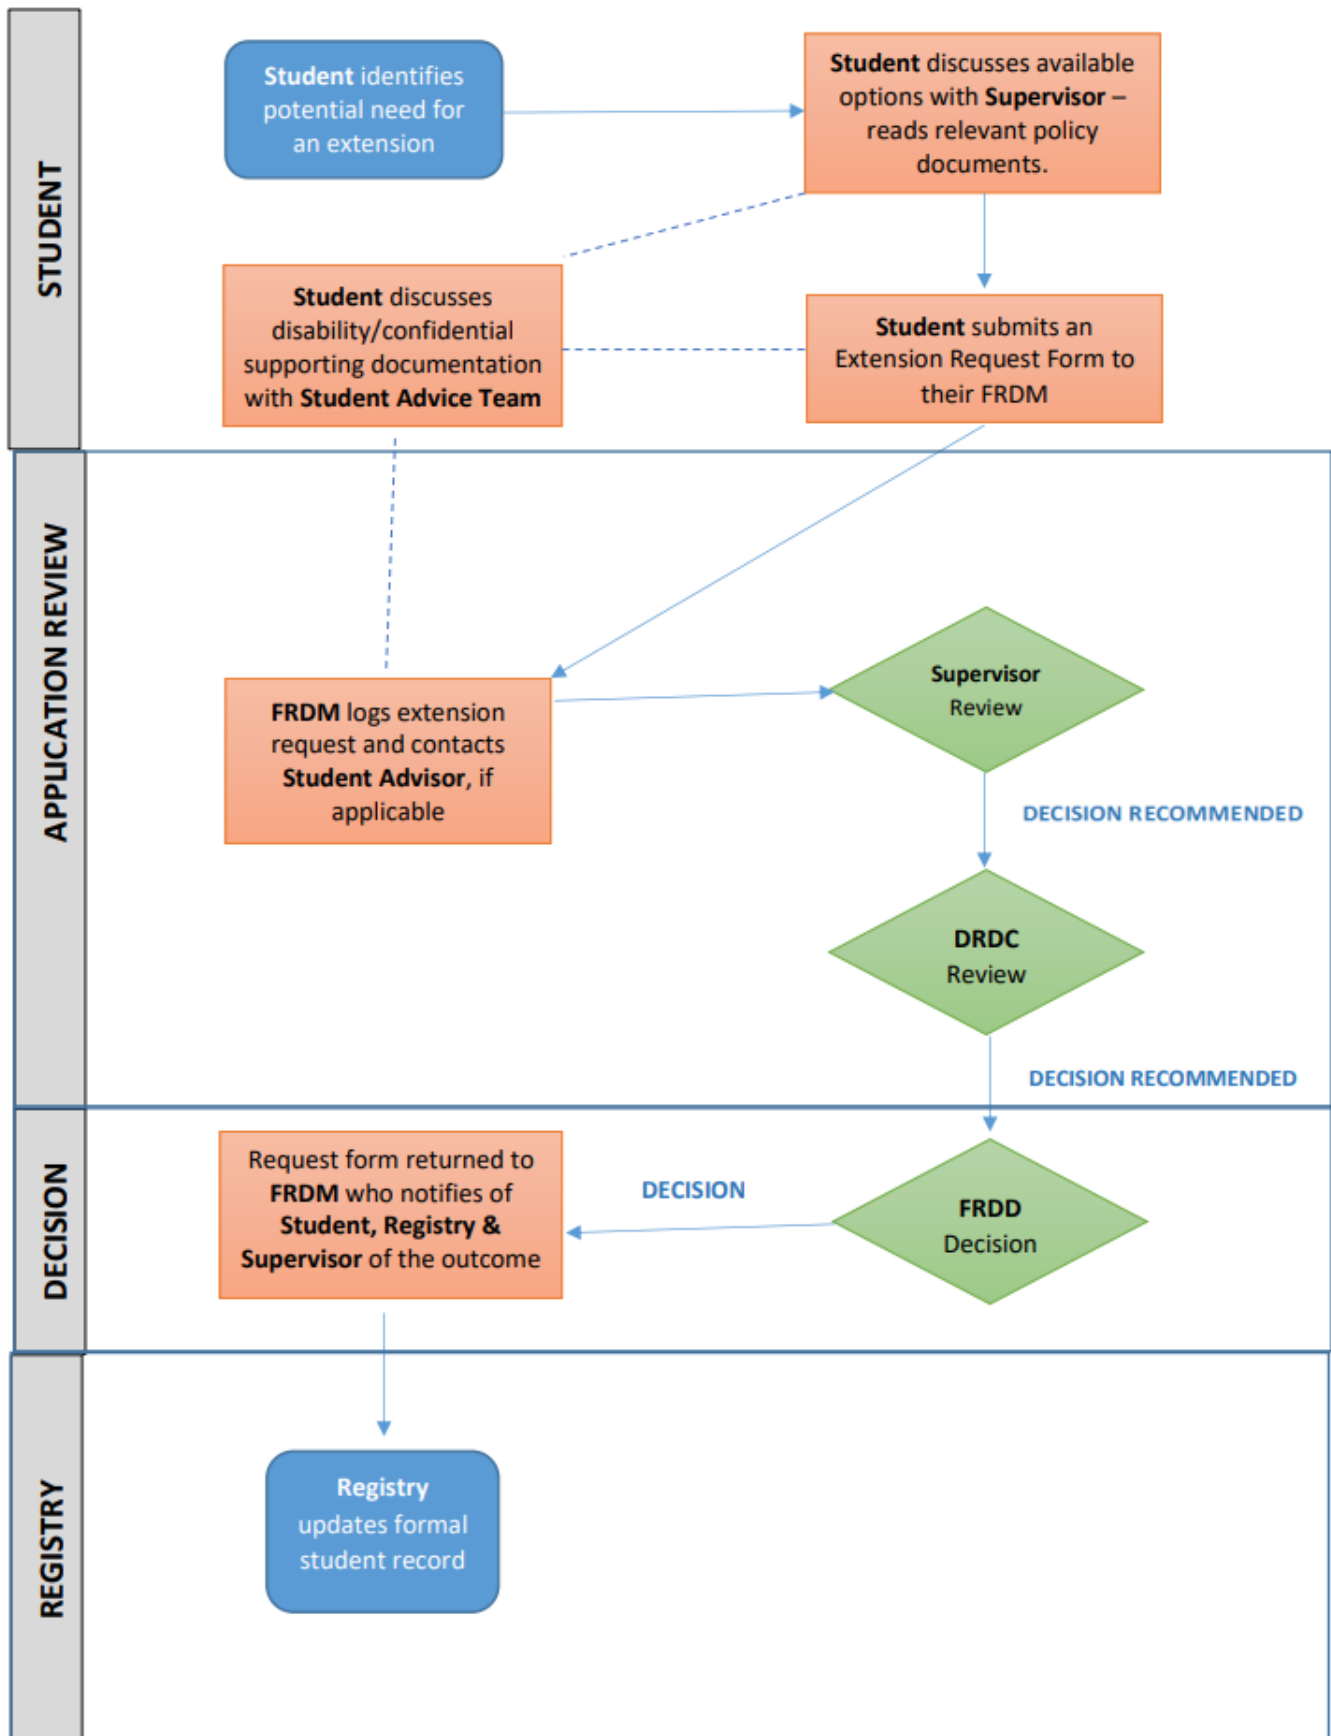 STUDENT
Student identifies
potential need for
an extension
Student discusses available
options with Supervisor –
reads relevant policy
documents.
Student discusses
disability/confidential
supporting documentation
with Student Advice Team
Student submits an
Extension Request Form to
their FRDM
APPLICATION REVIEW
FRDM logs extension
request and contacts
Student Advisor, if
applicable
Supervisor
Review
DECISION RECOMMENDED
DRDC
Review
DECISION RECOMMENDED
DECISION
Request form returned to
FRDM who notifies of
Student, Registry &
Supervisor of the outcome
DECISION
FRDD
Decision
REGISTRY
Registry
updates formal
student record